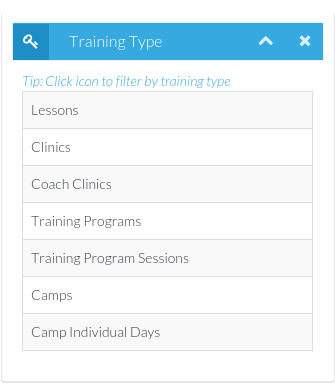 Training Type
Tip: Click icon to filter by training type
Lessons
Clinics
Coach Clinics
Training Programs
Training Program Sessions
Camps
Camp Individual Days